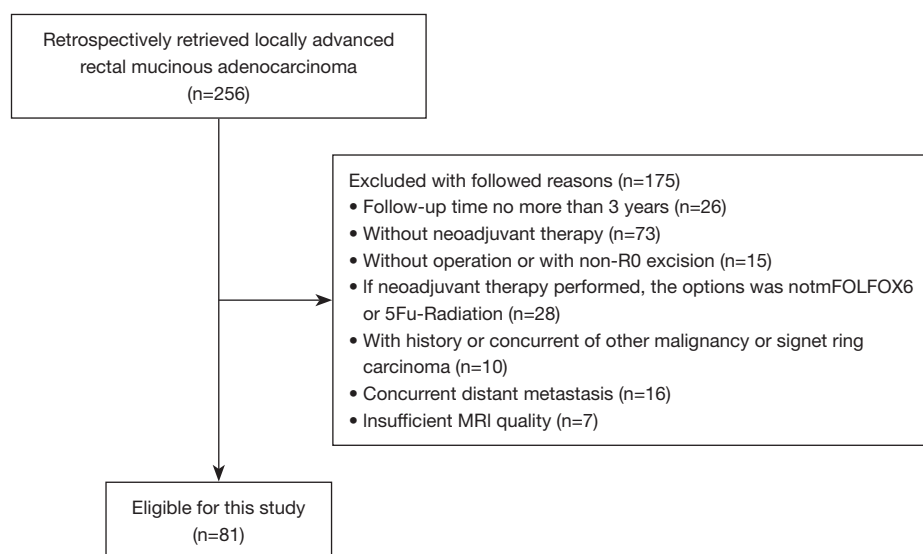 Retrospectively retrieved locally advanced
rectal mucinous adenocarcinoma
(n=256)
Excluded with followed reasons (n=175)
• Follow-up time no more than 3 years (n=26)
• Without neoadjuvant therapy (n=73)
• Without operation or with non-R0 excision (n=15)
• If neoadjuvant therapy performed, the options was notmFOLFOX6
or 5Fu-Radiation (n=28)
• With history or concurrent of other malignancy or signet ring
carcinoma (n=10)
• Concurrent distant metastasis (n=16)
• Insufficient MRI quality (n=7)
Eligible for this study
(n=81)